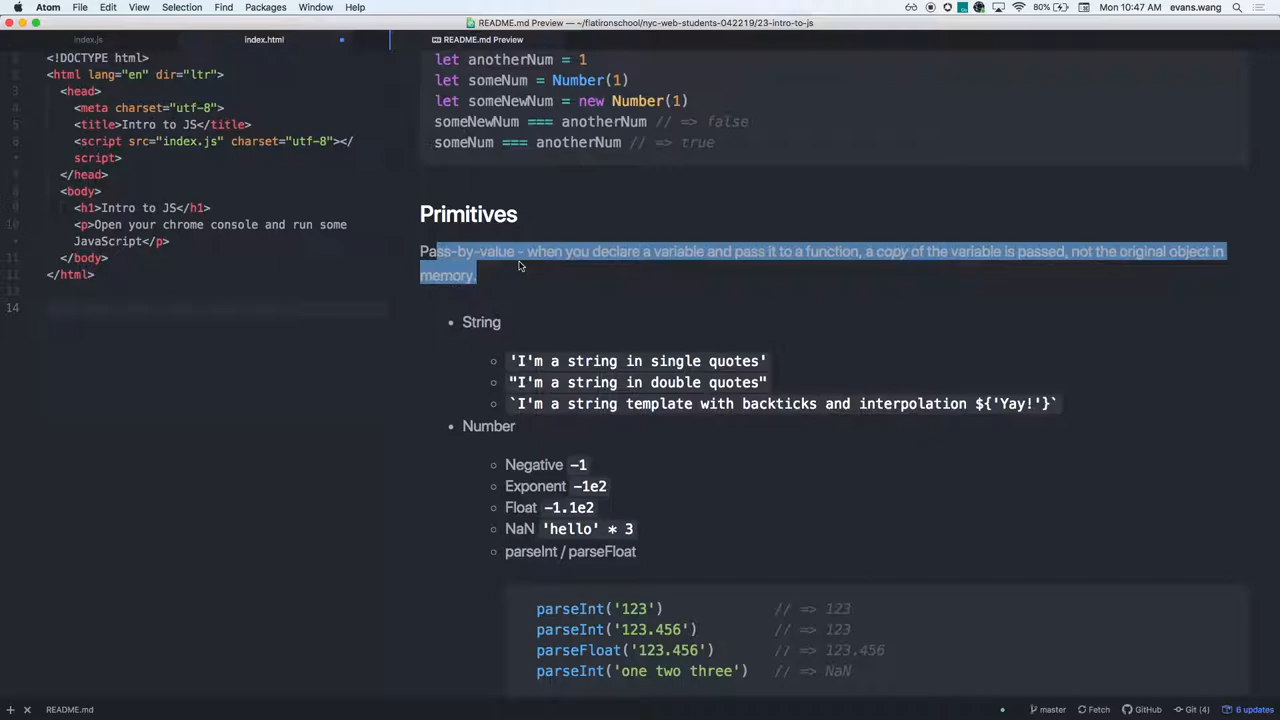 Atom File Edit View Selection Find Packages Window Help 80% Mon 10:47 AM evans.wang
README.md Preview — ~/flatironschool/nyc-web-students-042219/23-intro-to-js
index.js index.html README.md Preview
<!DOCTYPE html>
2 <html lang="en" dir="ltr">
3 <head>
4 <meta charset="utf-8">
5 <title>Intro to JS</title>
6 <script src="index.js" charset="utf-8"></
script>
</head>
<body>
<h1>Intro to JS</h1>
10 <p>Open your chrome console and run some
JavaScript</p>
11 </body>
12 </html>
13
14
let anotherNum = 1
let someNum = Number(1)
let someNewNum = new Number(1)
someNewNum === anotherNum // => false
someNum === anotherNum // => true
Primitives
Pass-by-value - when you declare a variable and pass it to a function, a copy of the variable is passed, not the original object in
memory.
• String
◦ 'I'm a string in single quotes'
◦ "I'm a string in double quotes"
◦ `I'm a string template with backticks and interpolation ${'Yay!'}`
• Number
◦ Negative -1
◦ Exponent -1e2
◦ Float -1.1e2
◦ NaN 'hello' * 3
◦ parseInt / parseFloat
parseInt('123') // => 123
parseInt('123.456') // => 123
parseFloat('123.456') // => 123.456
parseInt('one two three') // => NaN
README.md master Fetch GitHub Git (4) 6 updates